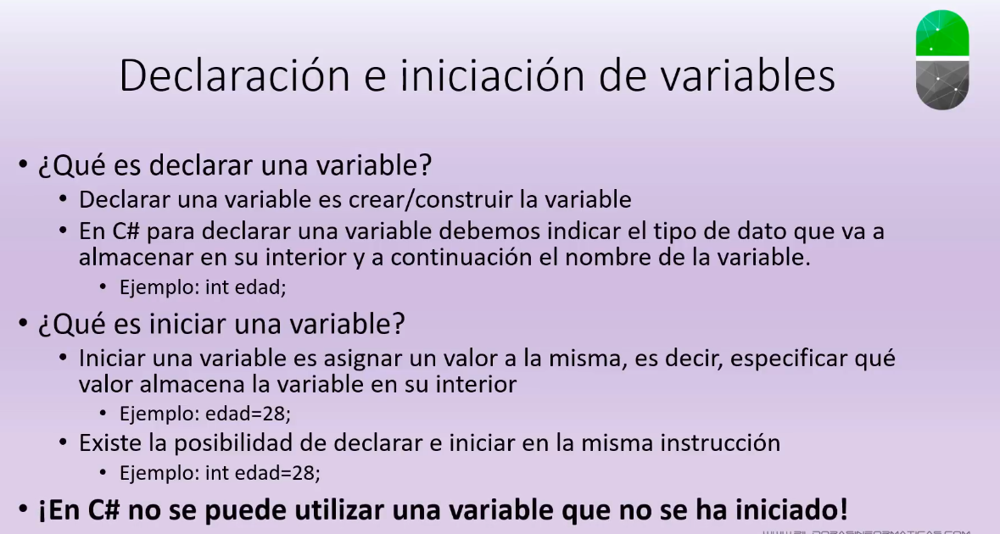 Declaración e iniciación de variables
• ¿Qué es declarar una variable?
• Declarar una variable es crear/construir la variable
• En C# para declarar una variable debemos indicar el tipo de dato que va a
almacenar en su interior y a continuación el nombre de la variable.
• Ejemplo: int edad;
• ¿Qué es iniciar una variable?
• Iniciar una variable es asignar un valor a la misma, es decir, especificar qué
valor almacena la variable en su interior
• Ejemplo: edad=28;
• Existe la posibilidad de declarar e iniciar en la misma instrucción
• Ejemplo: int edad=28;
• ¡En C# no se puede utilizar una variable que no se ha iniciado!